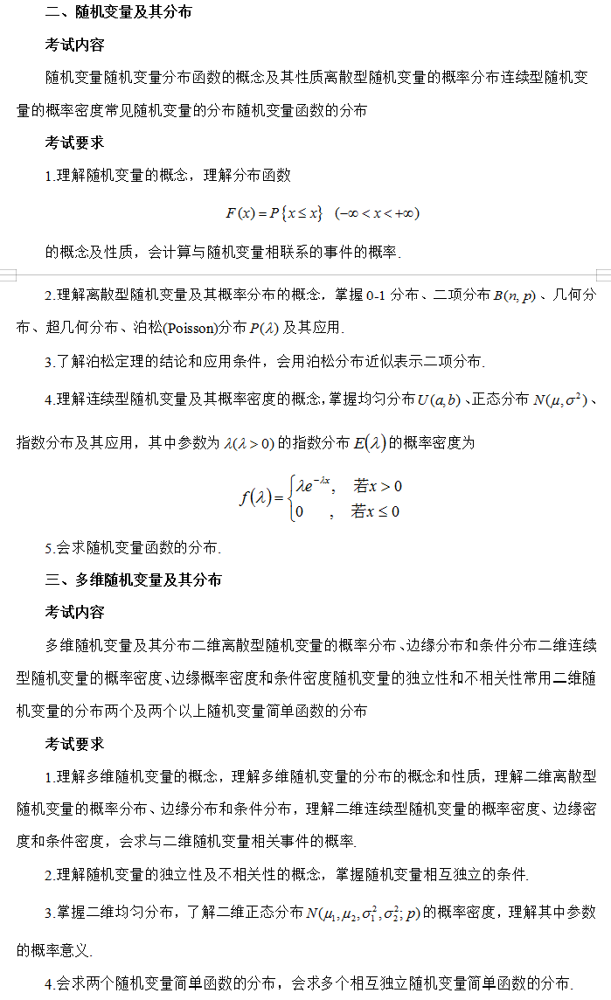 二、随机变量及其分布
考试内容
随机变量随机变量分布函数的概念及其性质离散型随机变量的概率分布连续型随机变
量的概率密度常见随机变量的分布随机变量函数的分布
考试要求
1.理解随机变量的概念，理解分布函数
F(x) = P{x ≤ x} (−∞ < x < +∞)
的概念及性质，会计算与随机变量相联系的事件的概率.
2.理解离散型随机变量及其概率分布的概念，掌握 0-1 分布、二项分布 B(n, p) 、几何分
布、超几何分布、泊松(Poisson)分布 P(λ) 及其应用.
3.了解泊松定理的结论和应用条件，会用泊松分布近似表示二项分布.
4.理解连续型随机变量及其概率密度的概念，掌握均匀分布 U(a,b) 、正态分布 N(μ,σ²) 、
指数分布及其应用，其中参数为 λ(λ > 0) 的指数分布 E(λ) 的概率密度为
f(λ) = { λe^{−λx}, 若x > 0
0 , 若x ≤ 0
5.会求随机变量函数的分布.
三、多维随机变量及其分布
考试内容
多维随机变量及其分布二维离散型随机变量的概率分布、边缘分布和条件分布二维连续
型随机变量的概率密度、边缘概率密度和条件密度随机变量的独立性和不相关性常用二维随
机变量的分布两个及两个以上随机变量简单函数的分布
考试要求
1.理解多维随机变量的概念，理解多维随机变量的分布的概念和性质，理解二维离散型
随机变量的概率分布、边缘分布和条件分布，理解二维连续型随机变量的概率密度、边缘密
度和条件密度，会求与二维随机变量相关事件的概率.
2.理解随机变量的独立性及不相关性的概念，掌握随机变量相互独立的条件.
3.掌握二维均匀分布，了解二维正态分布 N(μ₁,μ₂,σ₁²,σ₂²;p) 的概率密度，理解其中参数
的概率意义.
4.会求两个随机变量简单函数的分布，会求多个相互独立随机变量简单函数的分布.